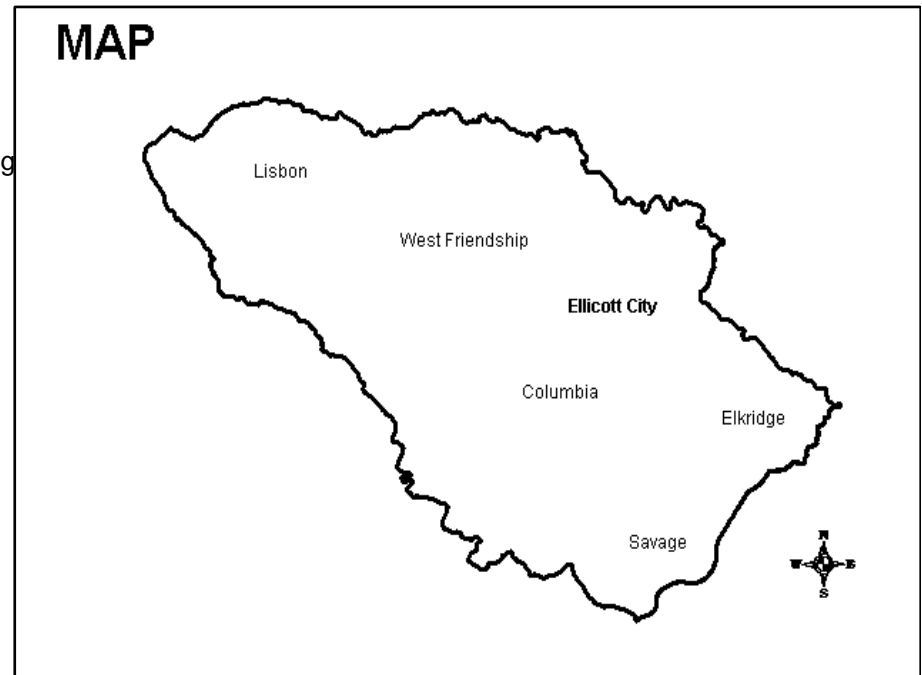 MAP
g
Lisbon
West Friendship
Ellicott City
Columbia
Elkridge
Savage
N
W E
S